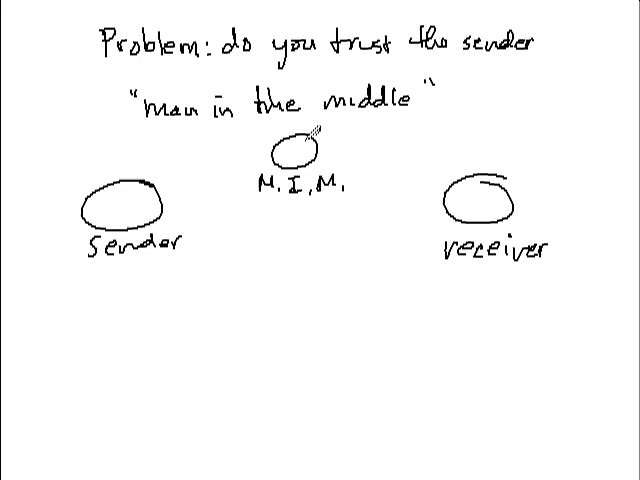 Problem: do you trust the sender
"man in the middle"
M.I.M.
sender
receiver